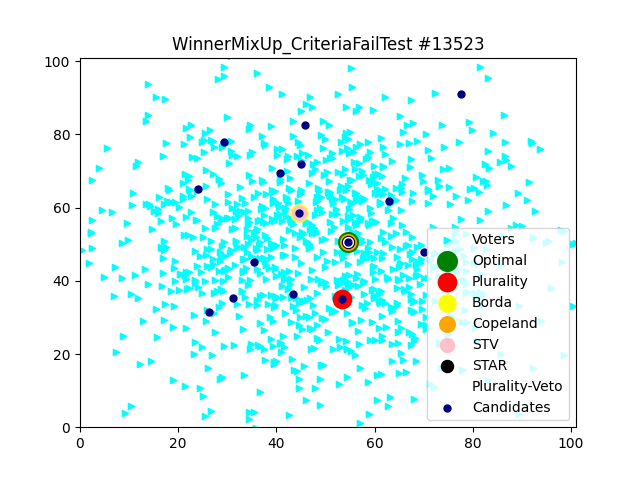 WinnerMixUp_CriteriaFailTest #13523
100
80
60
40
20
0
0
20
40
60
80
100
Voters
Optimal
Plurality
Borda
Copeland
STV
STAR
Plurality-Veto
Candidates